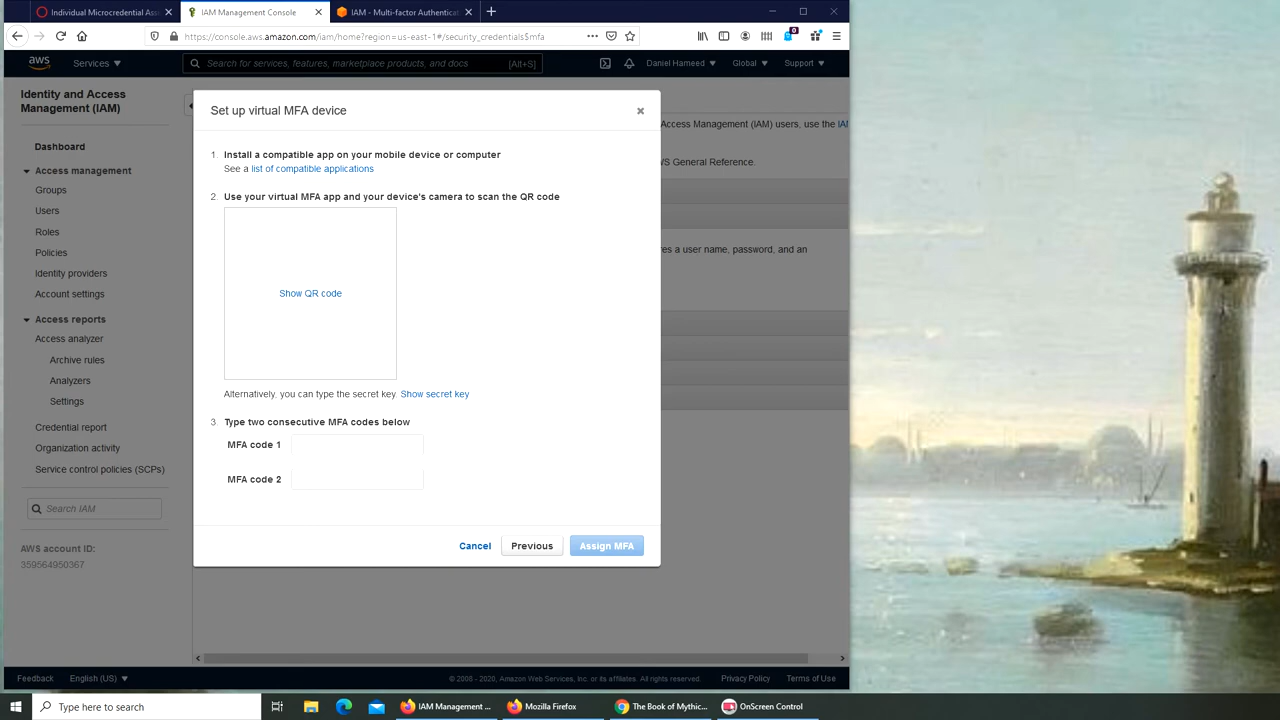 Individual Microcredential Ass
IAM Management Console
IAM - Multi-factor Authenticat
https://console.aws.amazon.com/iam/home?region=us-east-1#/security_credentials$mfa
0
aws
Services
Search for services, features, marketplace products, and docs
[Alt+S]
Daniel Hameed
Global
Support
Identity and Access
Management (IAM)
Dashboard
Access management
Groups
Users
Roles
Policies
Identity providers
Account settings
Access reports
Access analyzer
Archive rules
Analyzers
Settings
Credential report
Organization activity
Service control policies (SCPs)
Search IAM
AWS account ID:
359564950367
Set up virtual MFA device
1. Install a compatible app on your mobile device or computer
See a list of compatible applications
2. Use your virtual MFA app and your device's camera to scan the QR code
Show QR code
Alternatively, you can type the secret key. Show secret key
3. Type two consecutive MFA codes below
MFA code 1
MFA code 2
Cancel
Previous
Assign MFA
Access Management (IAM) users, use the IAM
WS General Reference.
res a user name, password, and an
Feedback
English (US)
© 2008 - 2020, Amazon Web Services, Inc. or its affiliates. All rights reserved.
Privacy Policy
Terms of Use
Type here to search
IAM Management ...
Mozilla Firefox
The Book of Mythic...
OnScreen Control